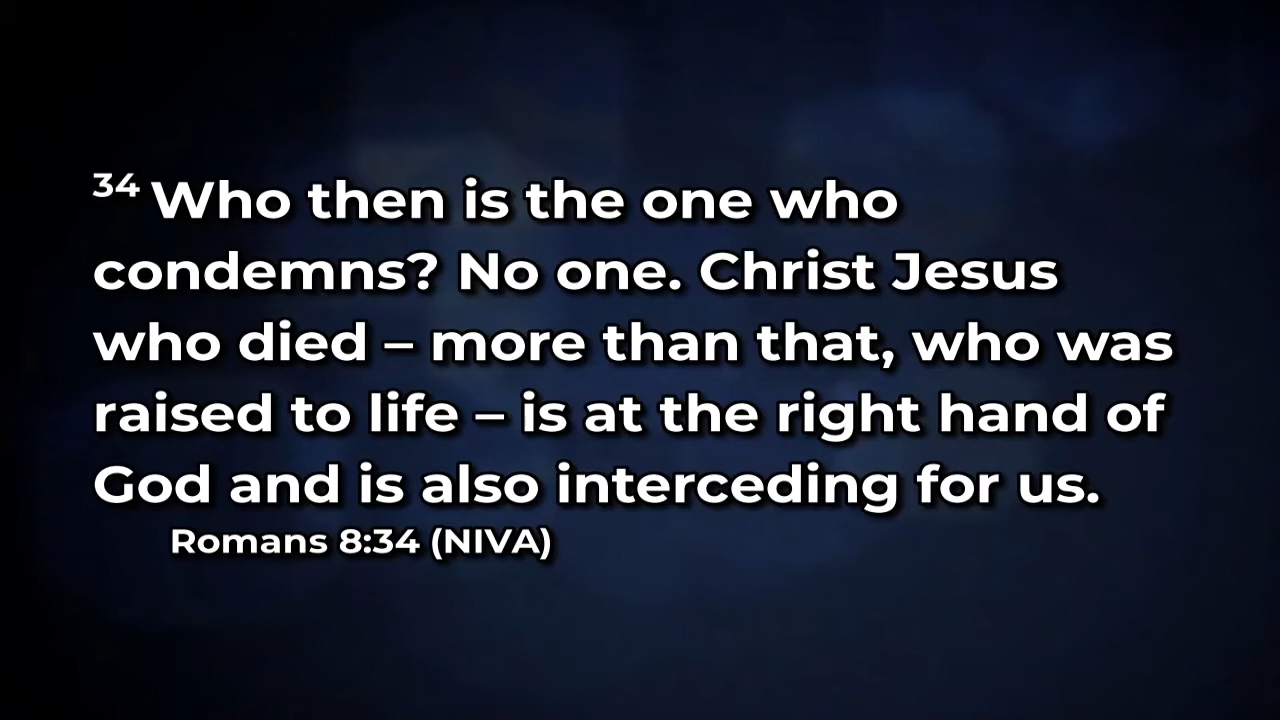 34 Who then is the one who
condemns? No one. Christ Jesus
who died – more than that, who was
raised to life – is at the right hand of
God and is also interceding for us.
Romans 8:34 (NIVA)